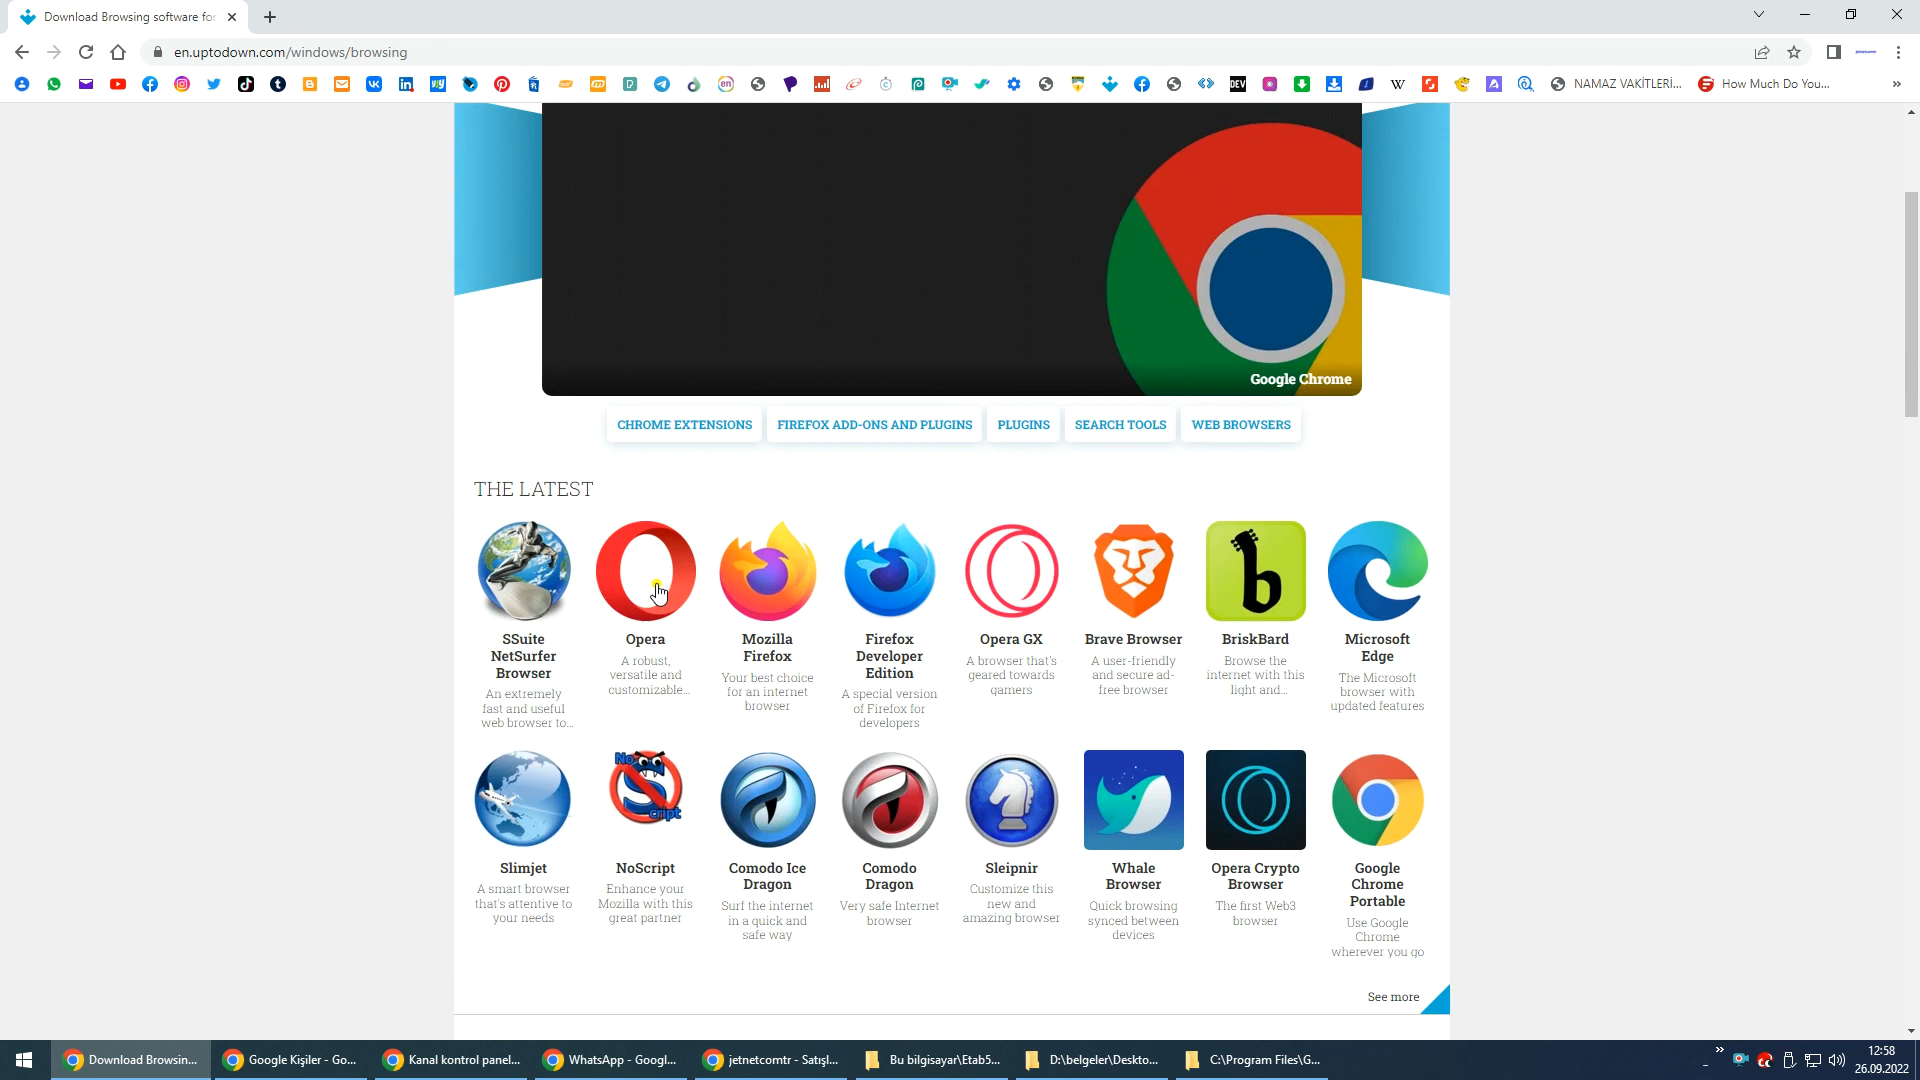 Download Browsing software for
en.uptodown.com/windows/browsing
NAMAZ VAKİTLERİ...
How Much Do You...
Google Chrome
CHROME EXTENSIONS
FIREFOX ADD-ONS AND PLUGINS
PLUGINS
SEARCH TOOLS
WEB BROWSERS
THE LATEST
SSuite
NetSurfer
Browser
An extremely
fast and useful
web browser to...
Opera
A robust,
versatile and
customizable...
Mozilla
Firefox
Your best choice
for an internet
browser
Firefox
Developer
Edition
A special version
of Firefox for
developers
Opera GX
A browser that's
geared towards
gamers
Brave Browser
A user-friendly
and secure ad-
free browser
BriskBard
Browse the
internet with this
light and...
Microsoft
Edge
The Microsoft
browser with
updated features
Slimjet
A smart browser
that's attentive to
your needs
NoScript
Enhance your
Mozilla with this
great partner
Comodo Ice
Dragon
Surf the internet
in a quick and
safe way
Comodo
Dragon
Very safe Internet
browser
Sleipnir
Customize this
new and
amazing browser
Whale
Browser
Quick browsing
synced between
devices
Opera Crypto
Browser
The first Web3
browser
Google
Chrome
Portable
Use Google
Chrome
wherever you go
See more
Download Browsin...
Google Kişiler - Go...
Kanal kontrol panel...
WhatsApp - Googl...
jetnetcomtr - Satışl...
Bu bilgisayar\Etab5...
D:\belgeler\Deskto...
C:\Program Files\G...
12:58
26.09.2022